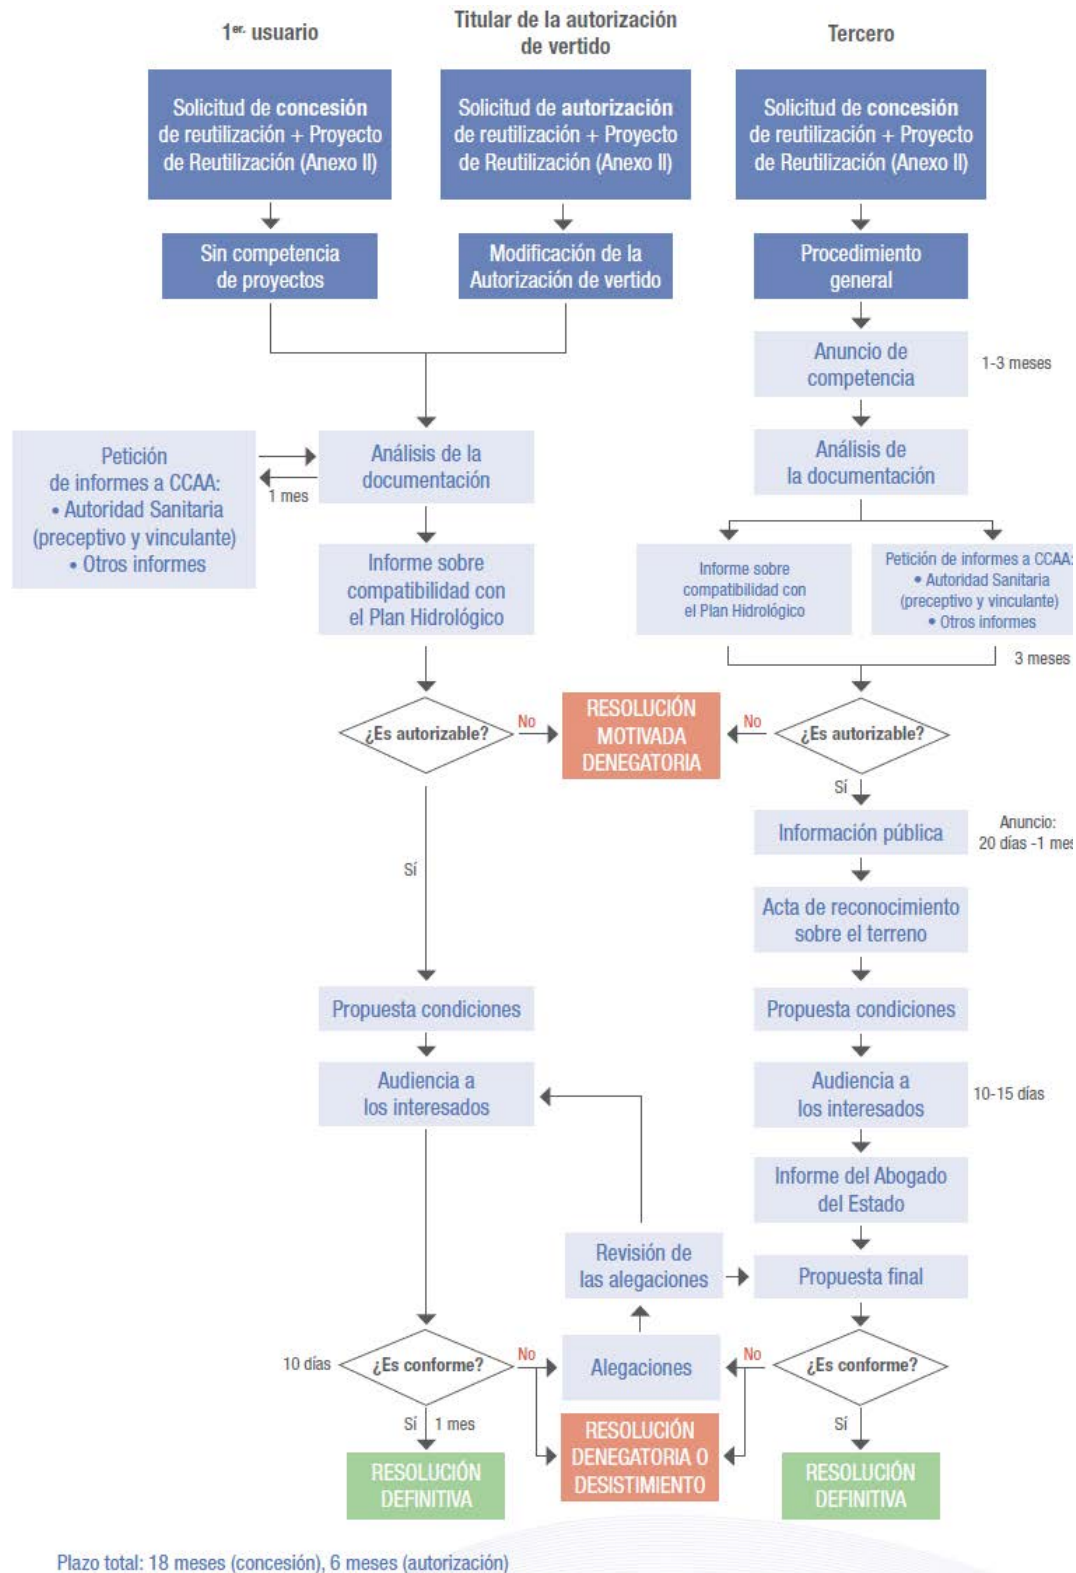 1er. usuario
Titular de la autorización
de vertido
Tercero
Solicitud de concesión
de reutilización + Proyecto
de Reutilización (Anexo II)
Solicitud de autorización
de reutilización + Proyecto
de Reutilización (Anexo II)
Solicitud de concesión
de reutilización + Proyecto
de Reutilización (Anexo II)
Sin competencia
de proyectos
Modificación de la
Autorización de vertido
Procedimiento
general
Anuncio de
competencia
1-3 meses
Petición
de informes a CCAA:
• Autoridad Sanitaria
(preceptivo y vinculante)
• Otros informes
1 mes
Análisis de la
documentación
Análisis de
la documentación
Informe sobre
compatibilidad con
el Plan Hidrológico
Informe sobre
compatibilidad con
el Plan Hidrológico
Petición de informes a CCAA:
• Autoridad Sanitaria
(preceptivo y vinculante)
• Otros informes
3 meses
¿Es autorizable?
No
RESOLUCIÓN
MOTIVADA
DENEGATORIA
No
¿Es autorizable?
Sí
Sí
Información pública
Anuncio:
20 días -1 mes
Acta de reconocimiento
sobre el terreno
Propuesta condiciones
Propuesta condiciones
Audiencia a
los interesados
Audiencia a
los interesados
10-15 días
Informe del Abogado
del Estado
Revisión de
las alegaciones
Propuesta final
10 días
¿Es conforme?
No
Alegaciones
No
¿Es conforme?
Sí
1 mes
RESOLUCIÓN
DENEGATORIA O
DESISTIMIENTO
Sí
RESOLUCIÓN
DEFINITIVA
RESOLUCIÓN
DEFINITIVA
Plazo total: 18 meses (concesión), 6 meses (autorización)